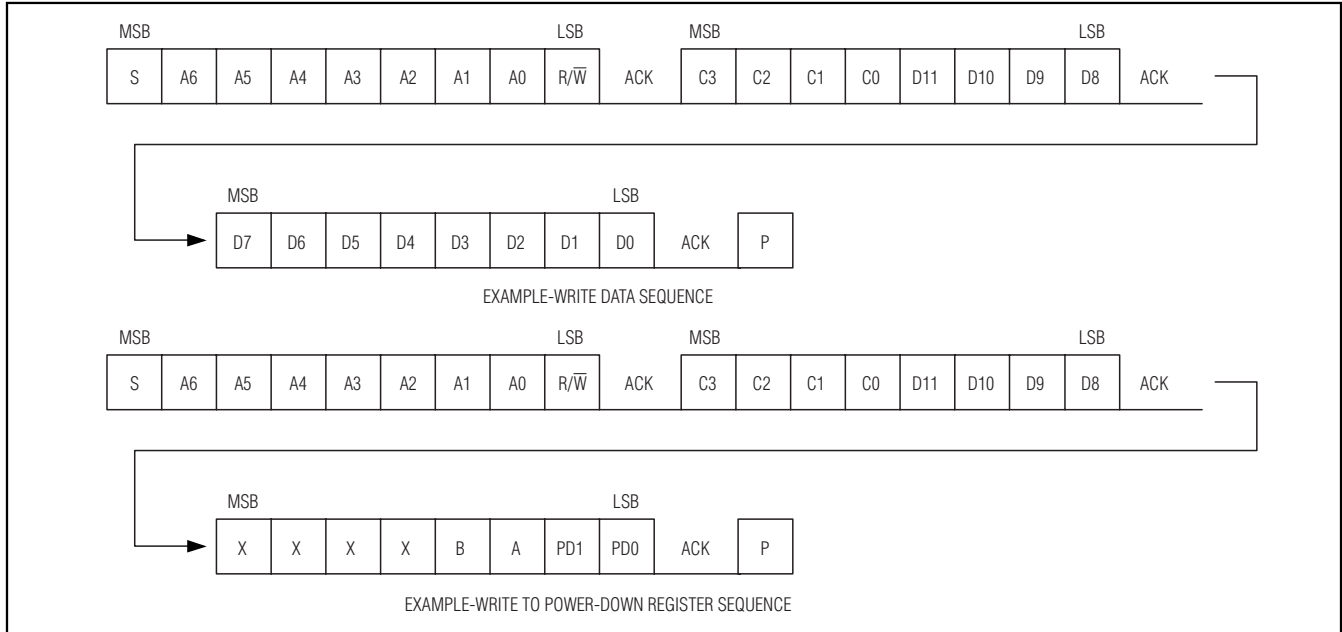 MSB LSB MSB LSB
S A6 A5 A4 A3 A2 A1 A0 R/W̅ ACK C3 C2 C1 C0 D11 D10 D9 D8 ACK
MSB LSB
D7 D6 D5 D4 D3 D2 D1 D0 ACK P
EXAMPLE-WRITE DATA SEQUENCE
MSB LSB MSB LSB
S A6 A5 A4 A3 A2 A1 A0 R/W̅ ACK C3 C2 C1 C0 D11 D10 D9 D8 ACK
MSB LSB
X X X X B A PD1 PD0 ACK P
EXAMPLE-WRITE TO POWER-DOWN REGISTER SEQUENCE